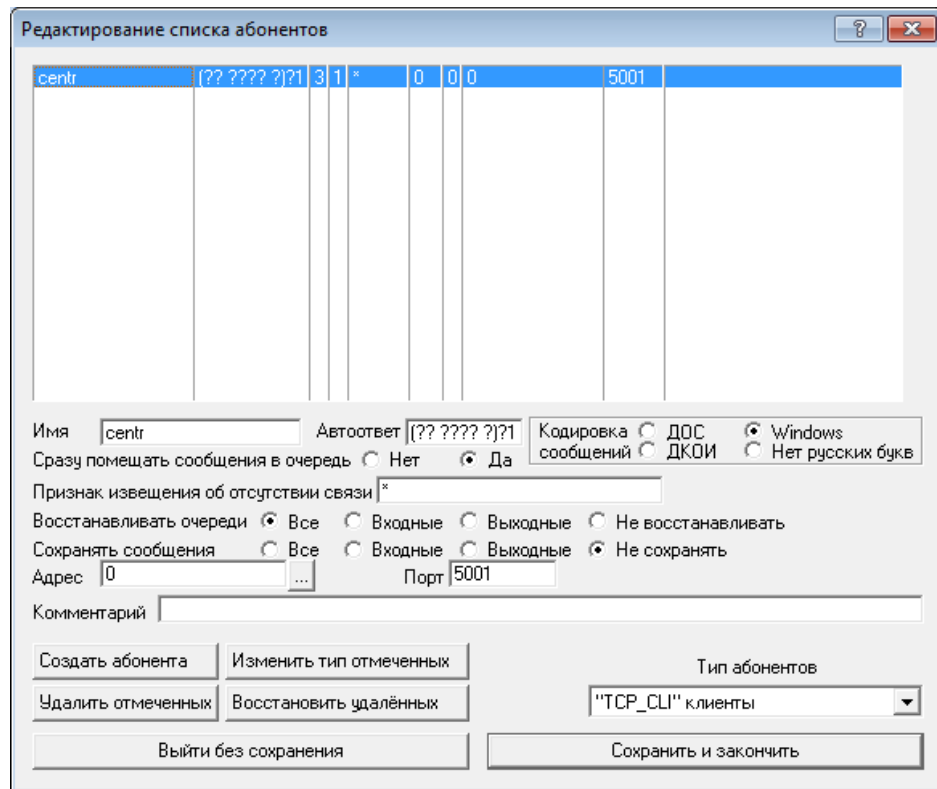 Редактирование списка абонентов
centr (?? ???? ?)?1 3 1 * 0 0 0 5001
Имя centr Автоответ (?? ???? ?)?1 Кодировка сообщений ДОС Windows
ДКОИ Нет русских букв
Сразу помещать сообщения в очередь Нет Да
Признак извещения об отсутствии связи *
Восстанавливать очереди Все Входные Выходные Не восстанавливать
Сохранять сообщения Все Входные Выходные Не сохранять
Адрес 0 ... Порт 5001
Комментарий
Создать абонента Изменить тип отмеченных Тип абонентов
Удалить отмеченных Восстановить удалённых "TCP_CLI" клиенты
Выйти без сохранения Сохранить и закончить